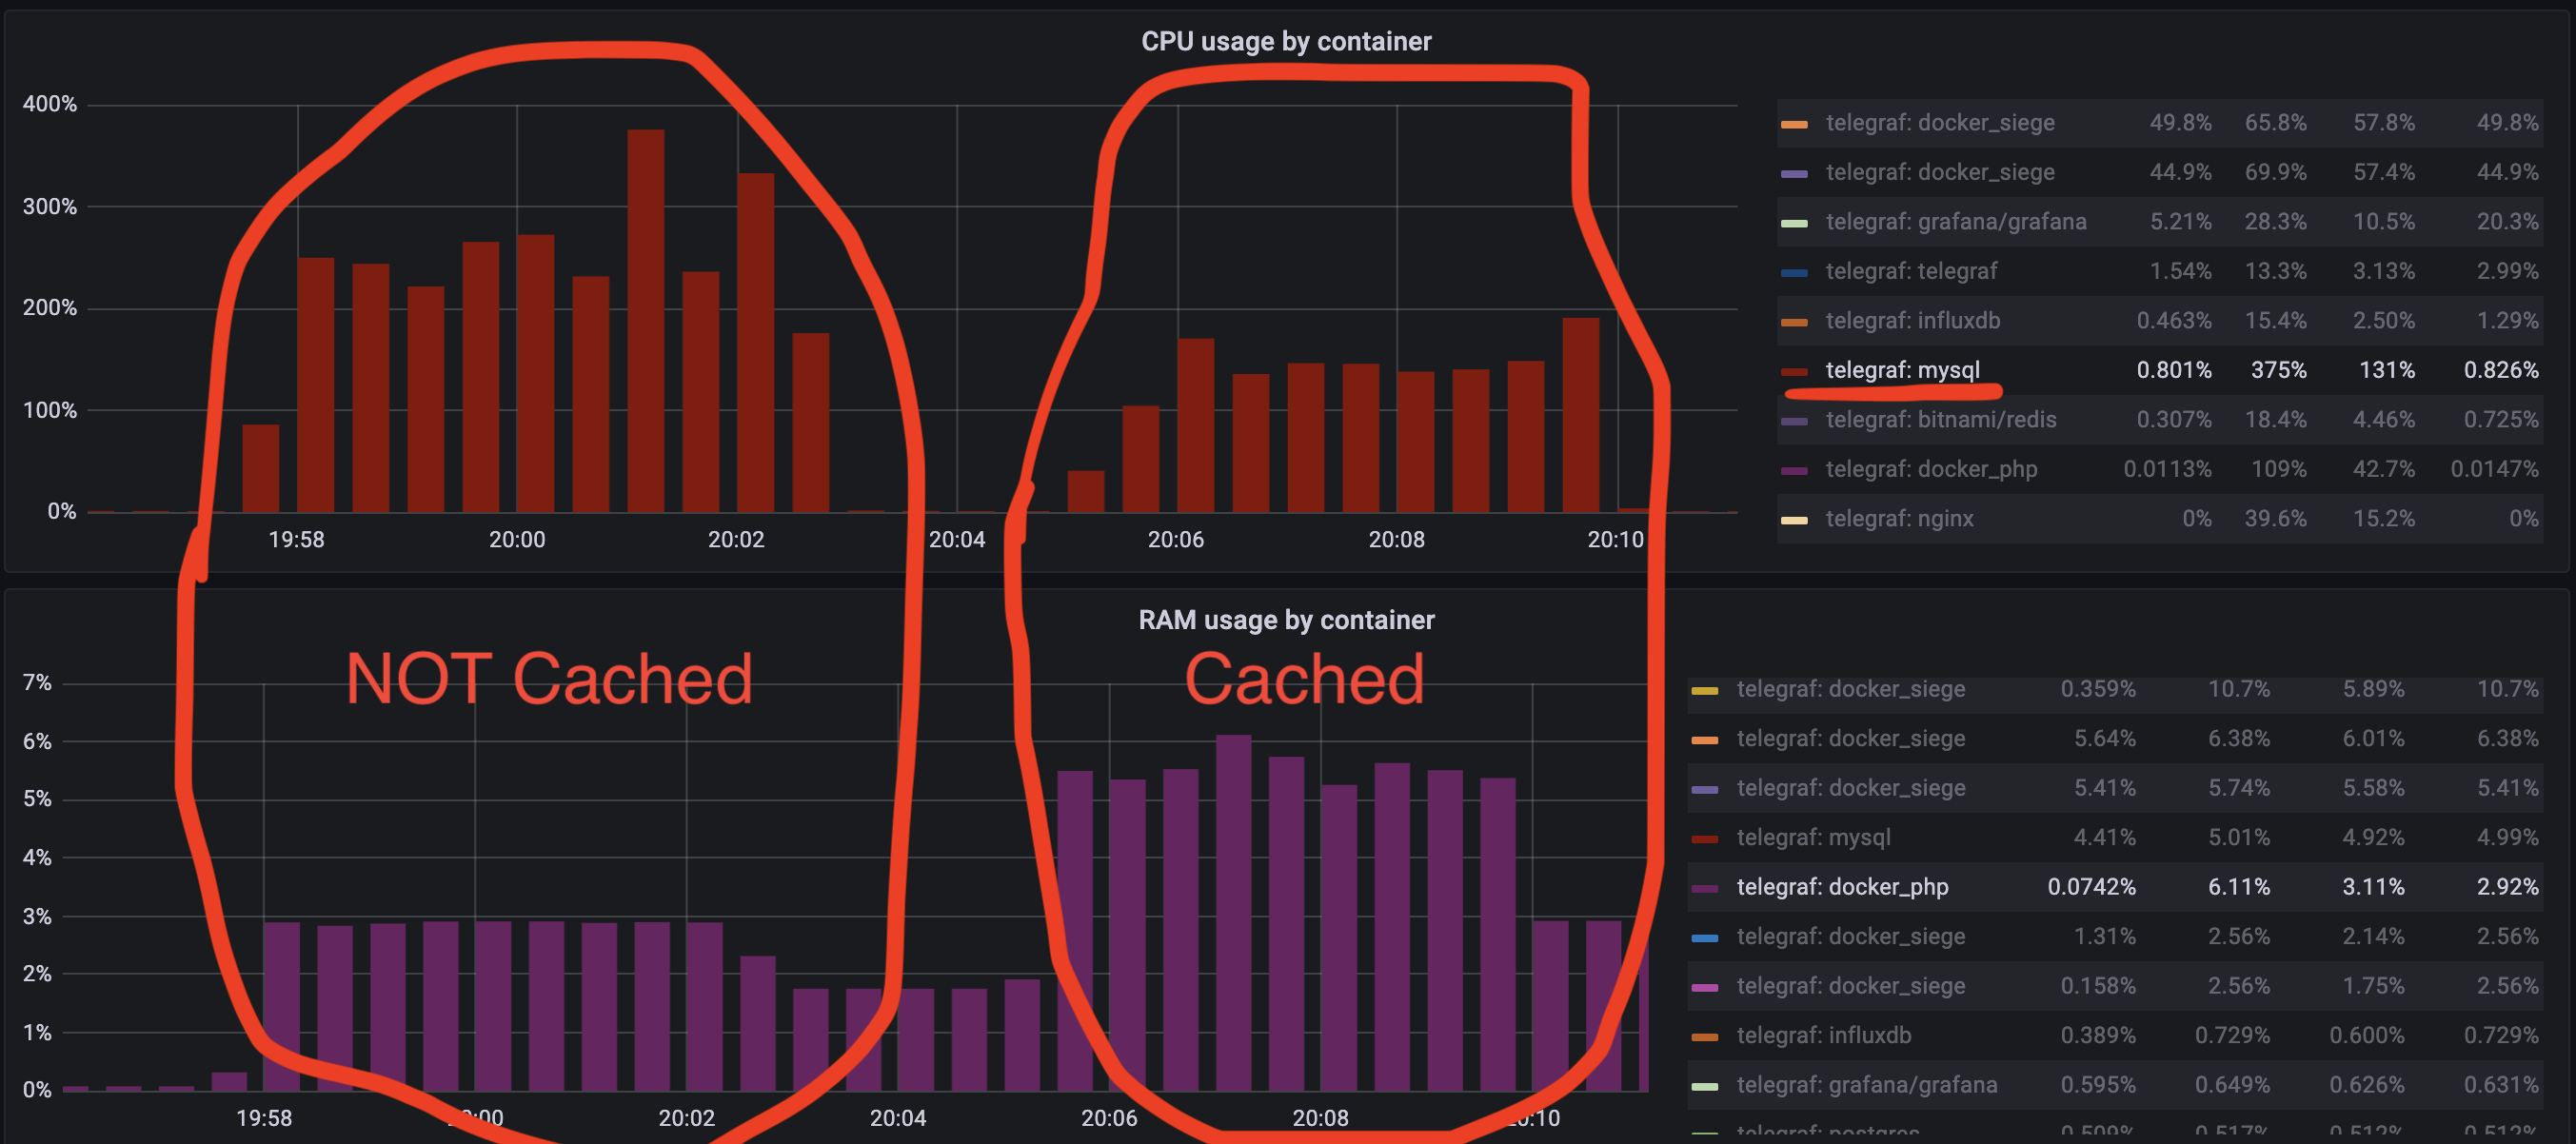 CPU usage by container
400%
300%
200%
100%
0%
19:58 20:00 20:02 20:04 20:06 20:08 20:10
telegraf: docker_siege 49.8% 65.8% 57.8% 49.8%
telegraf: docker_siege 44.9% 69.9% 57.4% 44.9%
telegraf: grafana/grafana 5.21% 28.3% 10.5% 20.3%
telegraf: telegraf 1.54% 13.3% 3.13% 2.99%
telegraf: influxdb 0.463% 15.4% 2.50% 1.29%
telegraf: mysql 0.801% 375% 131% 0.826%
telegraf: bitnami/redis 0.307% 18.4% 4.46% 0.725%
telegraf: docker_php 0.0113% 109% 42.7% 0.0147%
telegraf: nginx 0% 39.6% 15.2% 0%
RAM usage by container
NOT Cached Cached
7%
6%
5%
4%
3%
2%
1%
0%
19:58 :00 20:02 20:04 20:06 20:08 :10
telegraf: docker_siege 0.359% 10.7% 5.89% 10.7%
telegraf: docker_siege 5.64% 6.38% 6.01% 6.38%
telegraf: docker_siege 5.41% 5.74% 5.58% 5.41%
telegraf: mysql 4.41% 5.01% 4.92% 4.99%
telegraf: docker_php 0.0742% 6.11% 3.11% 2.92%
telegraf: docker_siege 1.31% 2.56% 2.14% 2.56%
telegraf: docker_siege 0.158% 2.56% 1.75% 2.56%
telegraf: influxdb 0.389% 0.729% 0.600% 0.729%
telegraf: grafana/grafana 0.595% 0.649% 0.626% 0.631%
telegraf: postgres 0.509% 0.517% 0.512% 0.512%